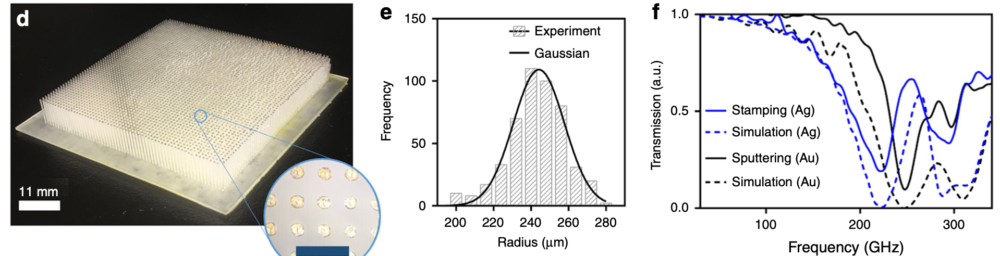 d
11 mm
e
150
100
50
0
Frequency
Experiment
Gaussian
200 220 240 260 280
Radius (μm)
f
1.0
0.5
0.0
Transmission (a.u.)
Stamping (Ag)
Simulation (Ag)
Sputtering (Au)
Simulation (Au)
100 200 300
Frequency (GHz)